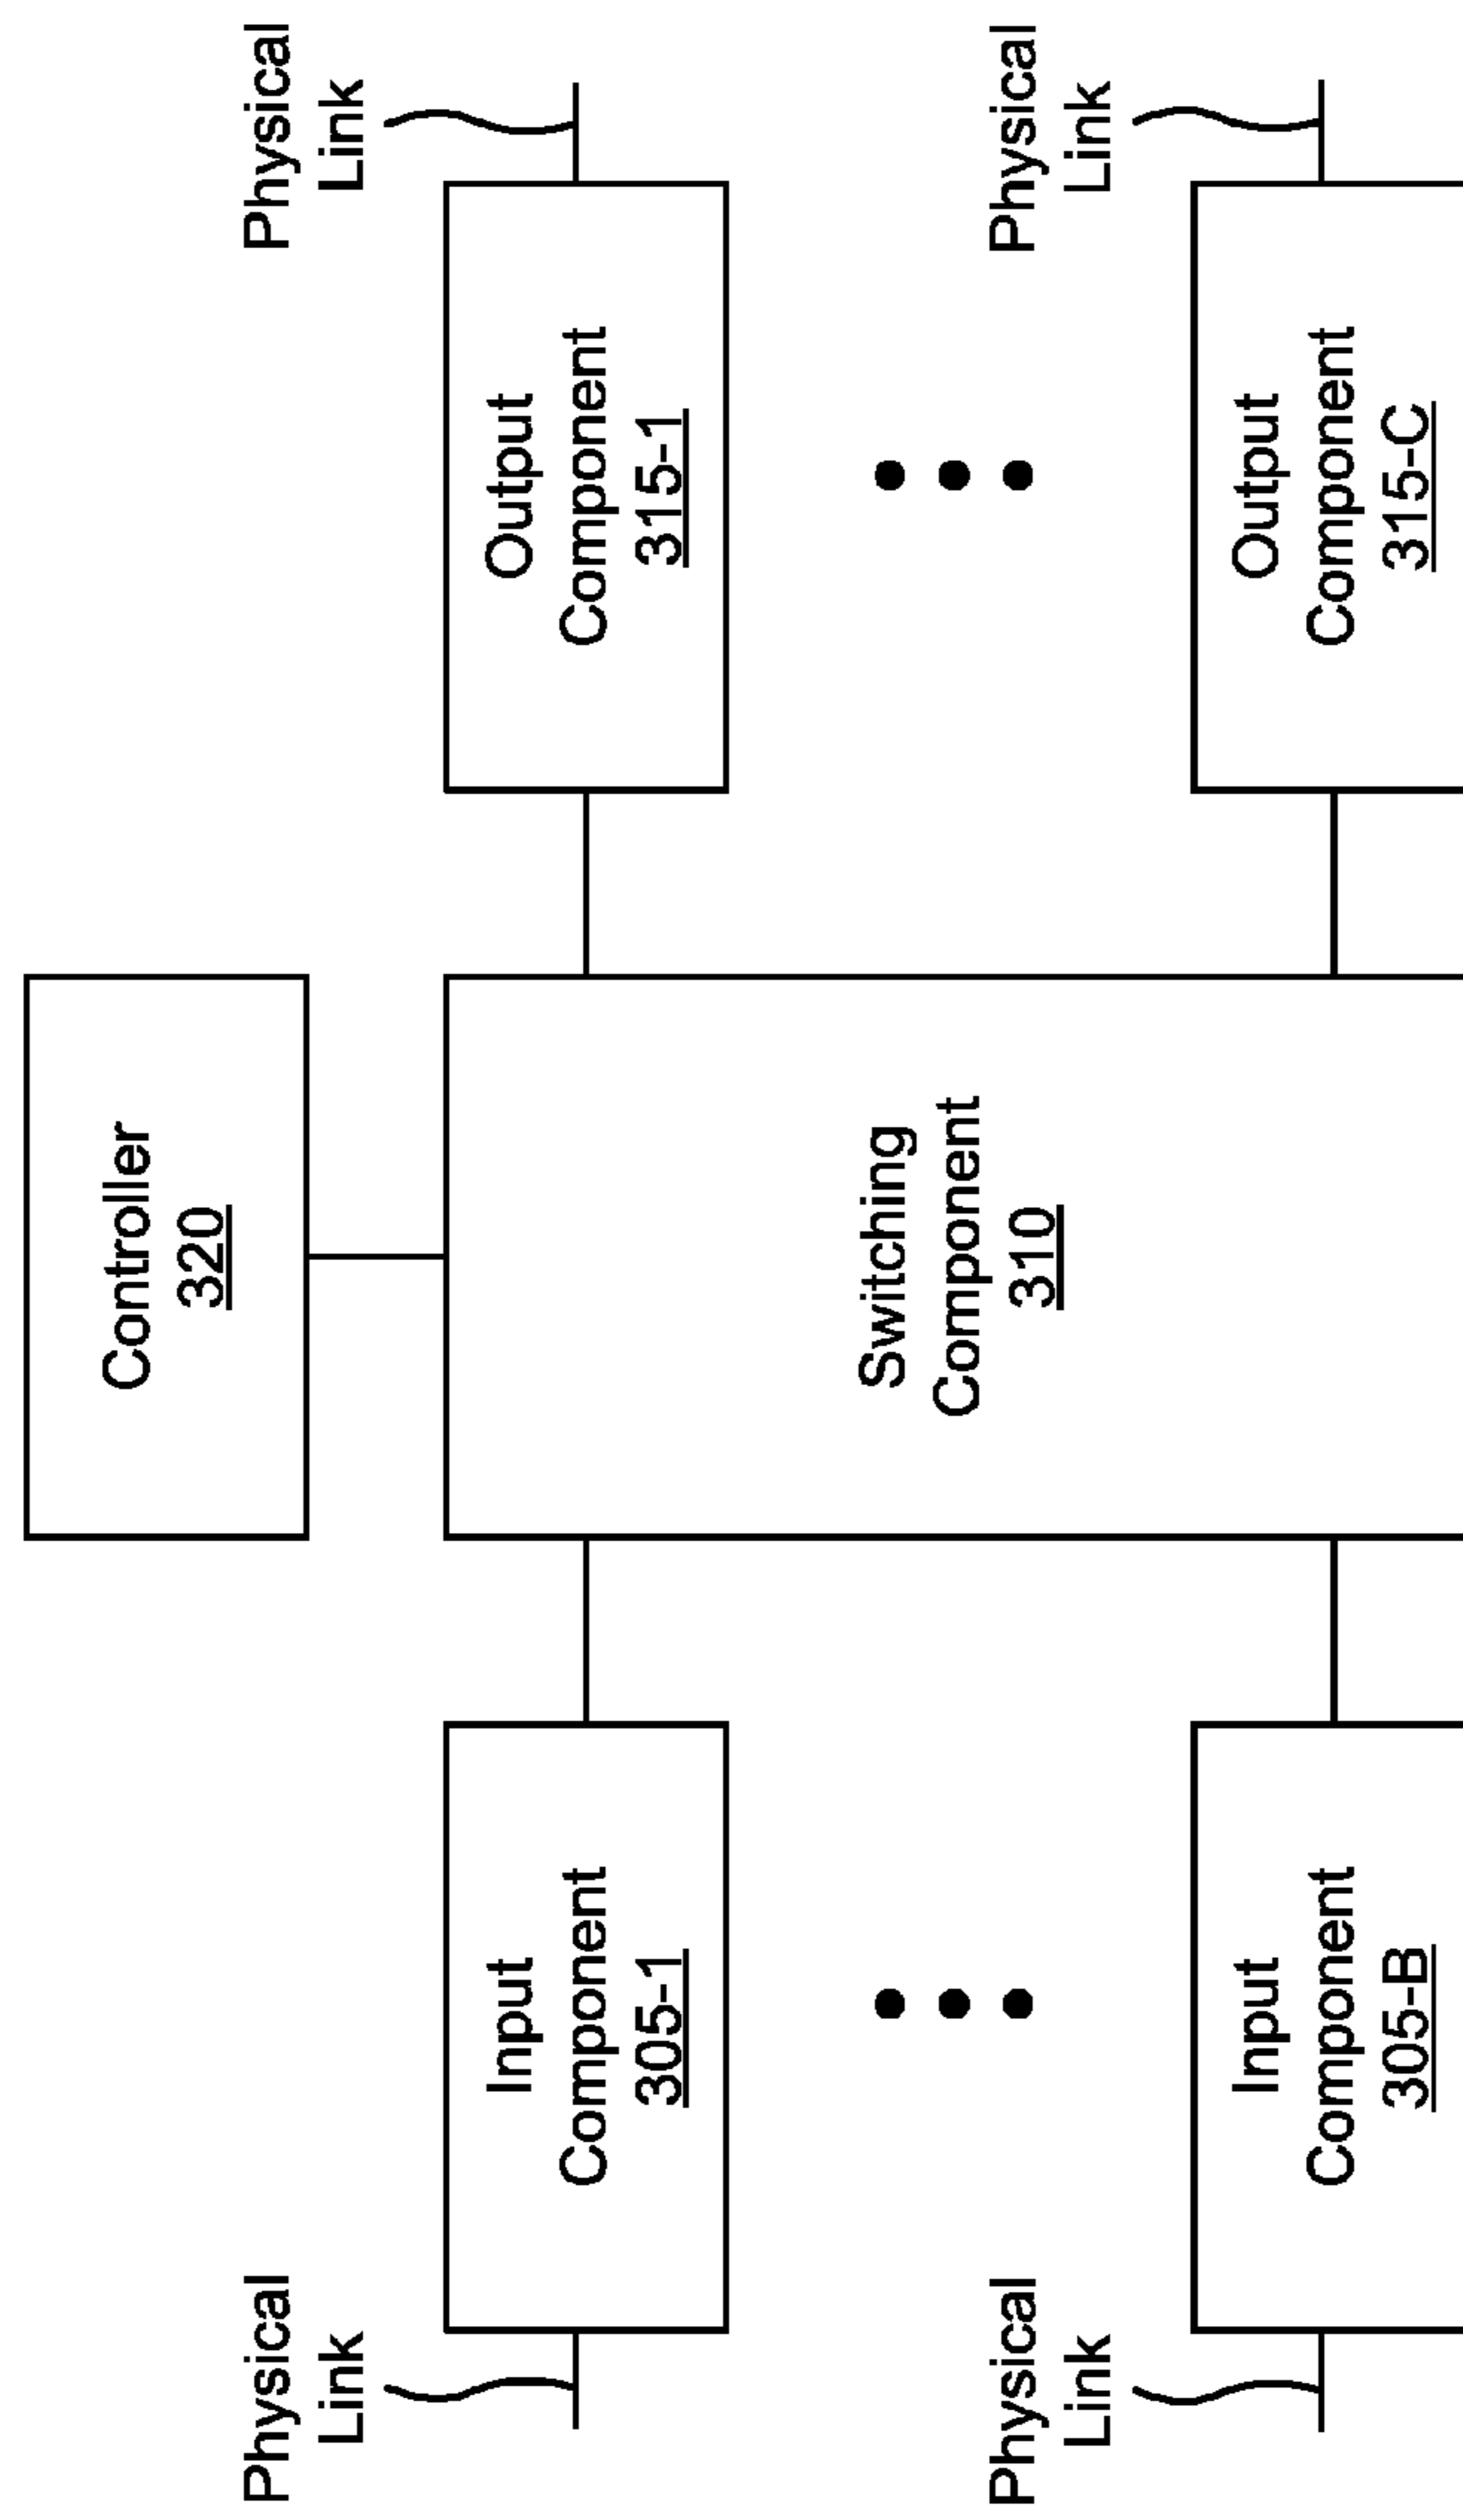 Controller
320
Physical
Link
Physical
Link
Input
Component
305-1
Switching
Component
310
Output
Component
315-1
Physical
Link
Physical
Link
Input
Component
305-B
Output
Component
315-C